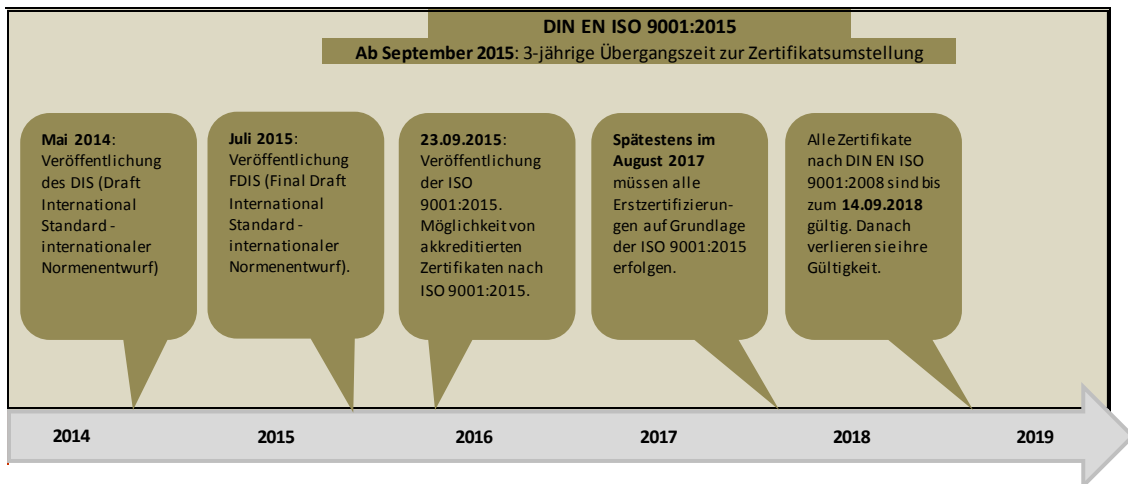 DIN EN ISO 9001:2015
Ab September 2015: 3-jährige Übergangszeit zur Zertifikatsumstellung
Mai 2014:
Veröffentlichung
des DIS (Draft
International
Standard -
internationaler
Normenentwurf)
Juli 2015:
Veröffentlichung
FDIS (Final Draft
International
Standard -
internationaler
Normenentwurf).
23.09.2015:
Veröffentlichung
der ISO
9001:2015.
Möglichkeit von
akkreditierten
Zertifikaten nach
ISO 9001:2015.
Spätestens im
August 2017
müssen alle
Erstzertifizierun-
gen auf Grundlage
der ISO 9001:2015
erfolgen.
Alle Zertifikate
nach DIN EN ISO
9001:2008 sind bis
zum 14.09.2018
gültig. Danach
verlieren sie ihre
Gültigkeit.
2014 2015 2016 2017 2018 2019